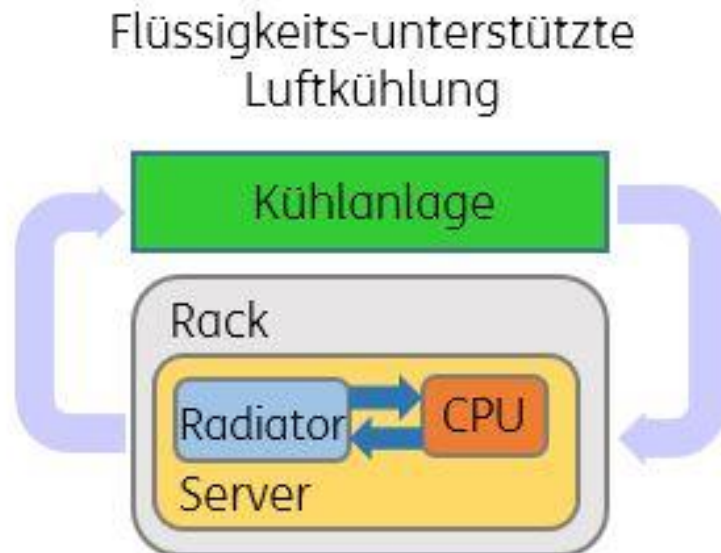 Flüssigkeits-unterstützte
Luftkühlung
Kühlanlage
Rack
Radiator
CPU
Server